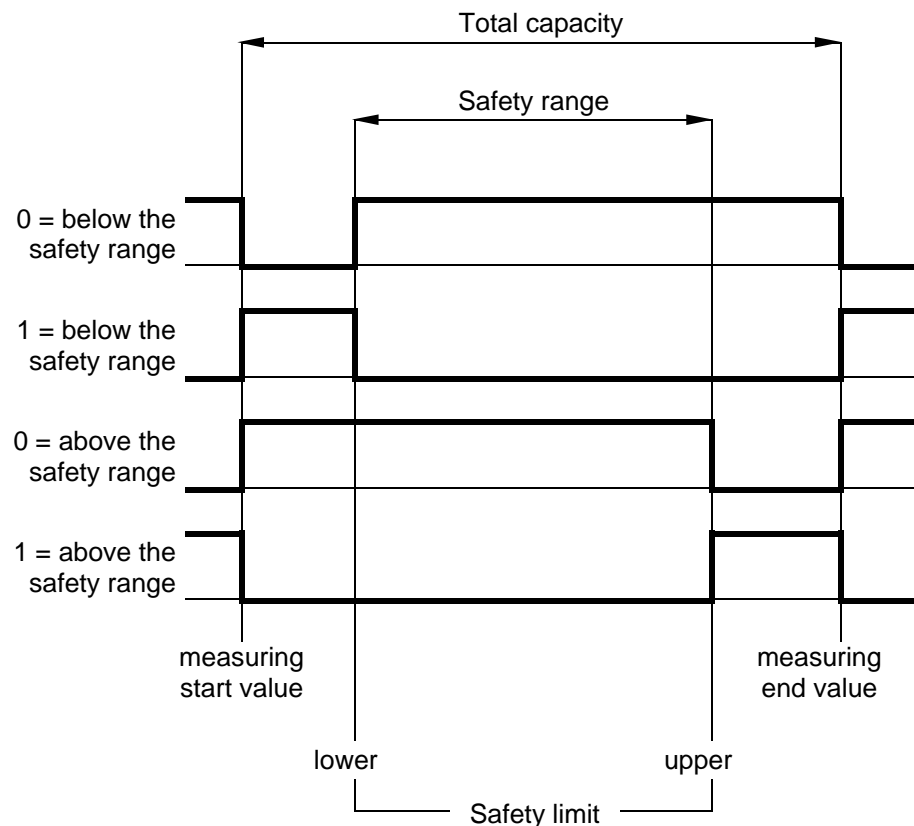 Total capacity
Safety range
0 = below the
safety range
1 = below the
safety range
0 = above the
safety range
1 = above the
safety range
measuring
start value
measuring
end value
lower
upper
Safety limit